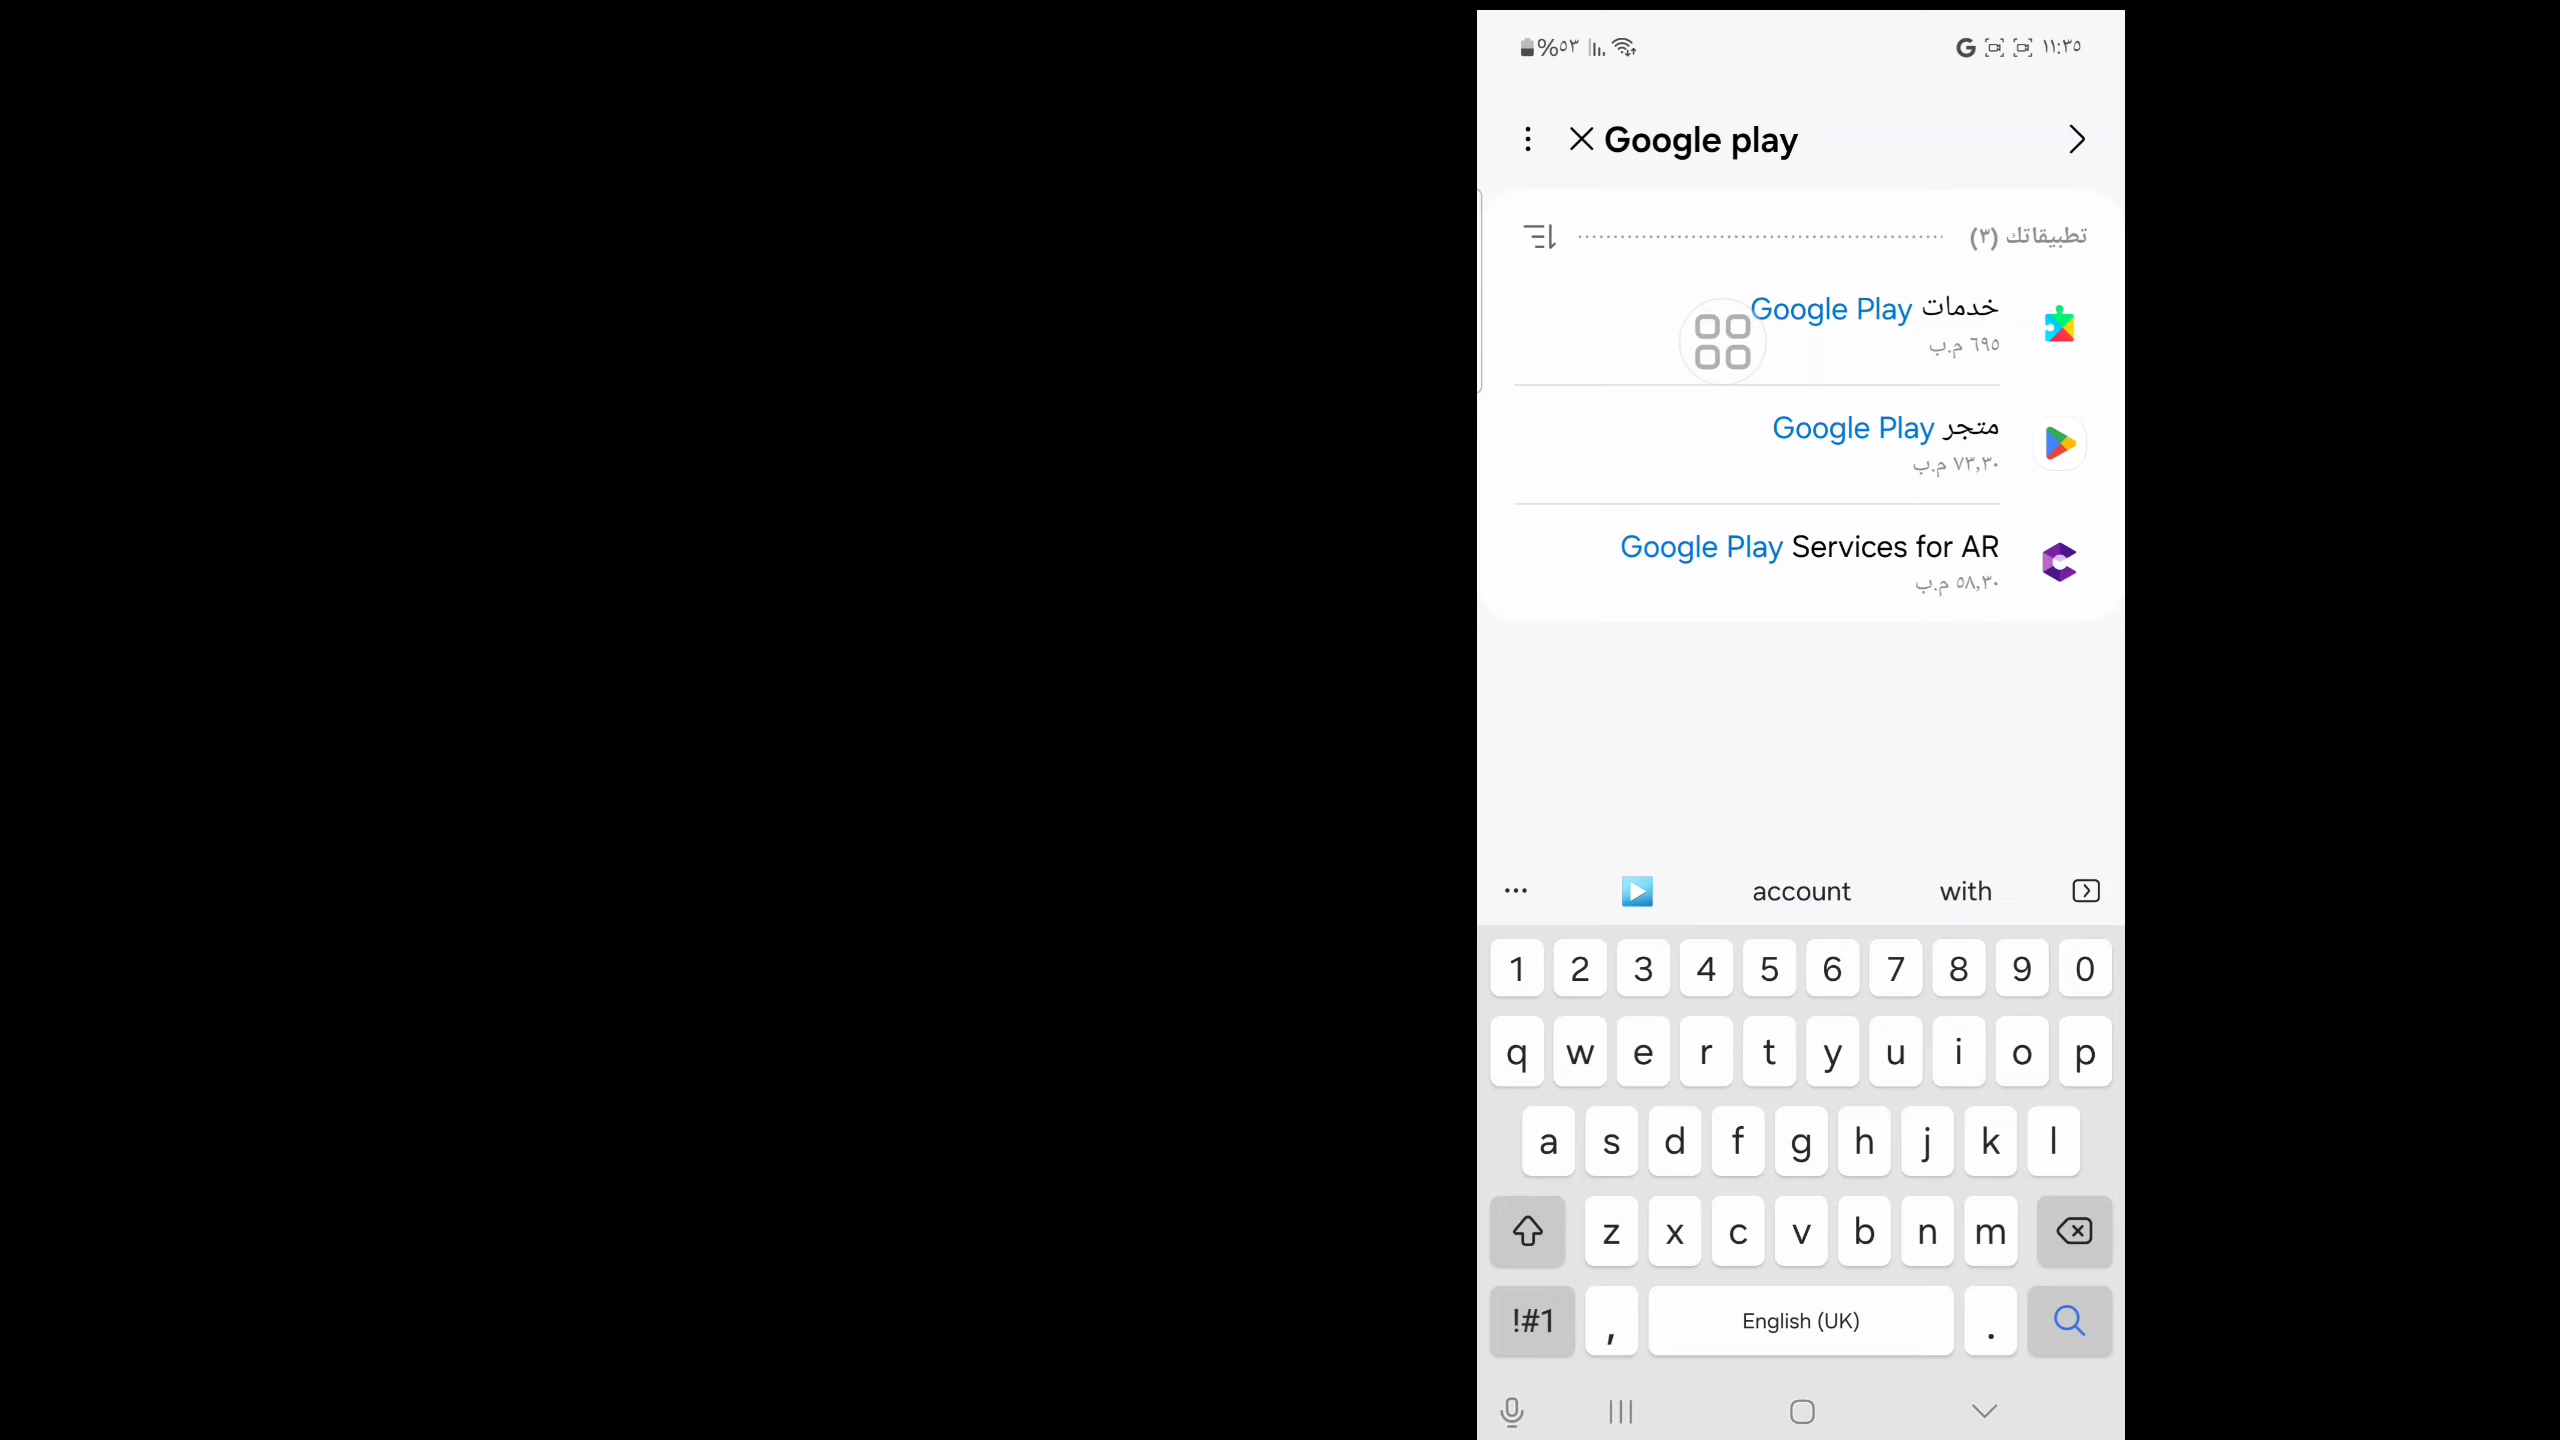 %٥٣ ١١:٣٥
Google play
تطبيقاتك (٣)
خدمات Google Play
٦٩٥ م.ب
متجر Google Play
٧٣,٣٠ م.ب
Google Play Services for AR
٥٨,٣٠ م.ب
account with
1 2 3 4 5 6 7 8 9 0
q w e r t y u i o p
a s d f g h j k l
z x c v b n m
!#1 , English (UK) .